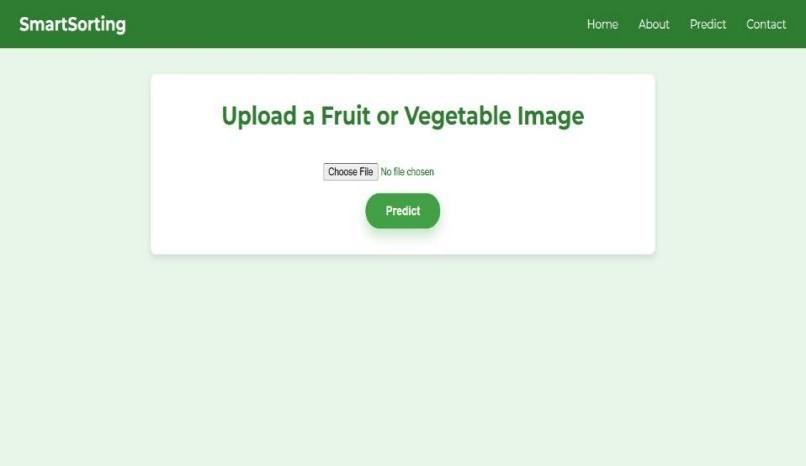 SmartSorting
Home About Predict Contact
Upload a Fruit or Vegetable Image
Choose File No file chosen
Predict